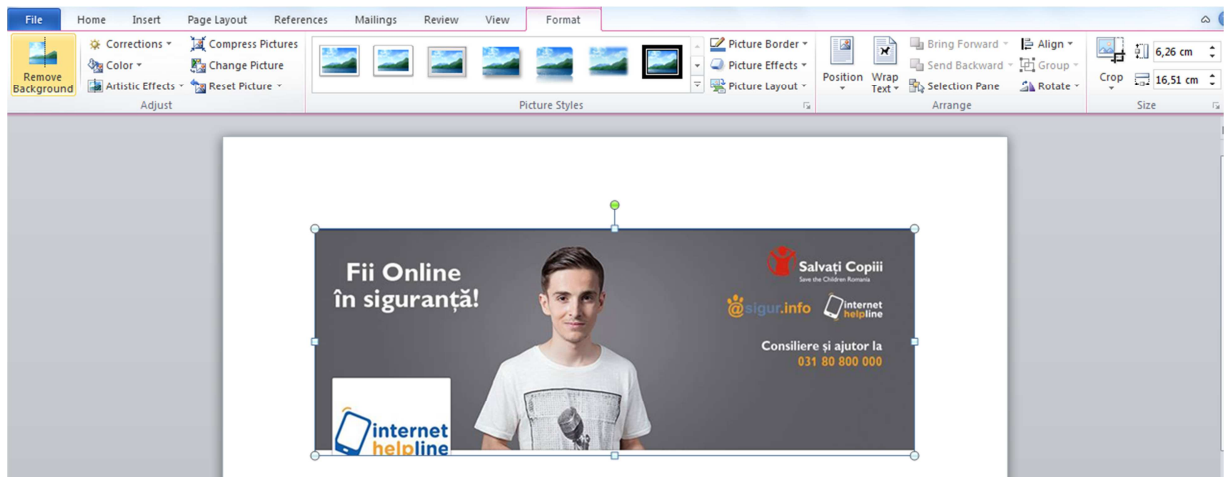 File Home Insert Page Layout References Mailings Review View Format
Remove Background
Corrections
Color
Artistic Effects
Compress Pictures
Change Picture
Reset Picture
Adjust
Picture Styles
Picture Border
Picture Effects
Picture Layout
Position
Wrap Text
Bring Forward
Send Backward
Selection Pane
Align
Group
Rotate
Arrange
Crop
6,26 cm
16,51 cm
Size
Fii Online
în siguranță!
Salvați Copiii
Save the Children Romania
@sigur.info
internet
helpline
Consiliere și ajutor la
031 80 800 000
internet
helpline